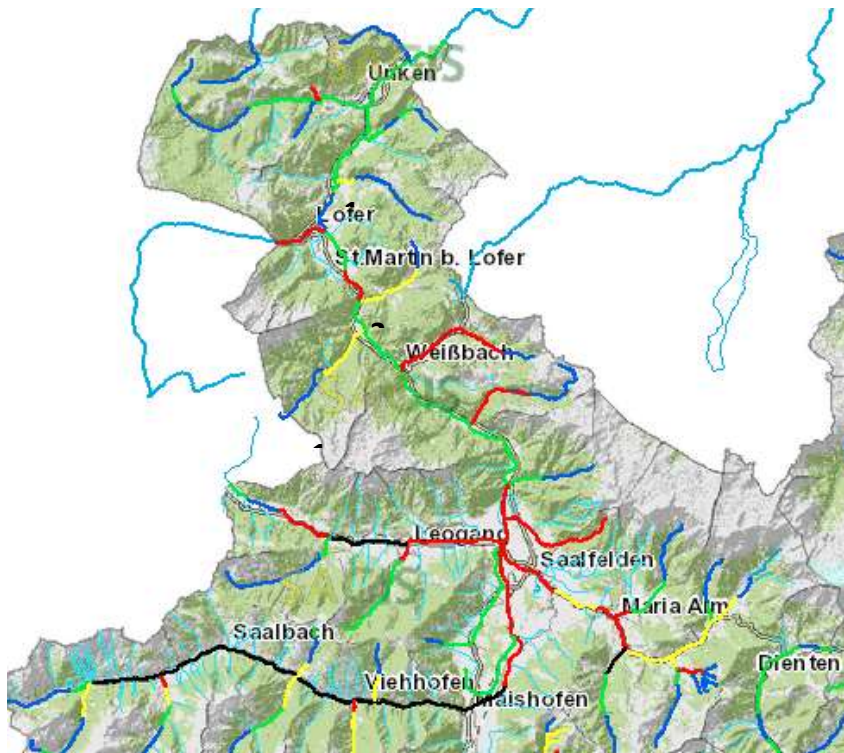 Unken
Lofer
St.Martin b. Lofer
Weißbach
Leogang
Saalfelden
Maria Alm
Saalbach
Dienten
Viehhofen
Maishofen